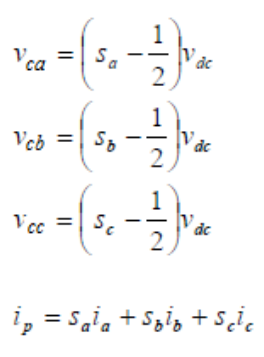 v_ca = (s_a − 1/2)v_dc
v_cb = (s_b − 1/2)v_dc
v_cc = (s_c − 1/2)v_dc
i_p = s_a i_a + s_b i_b + s_c i_c